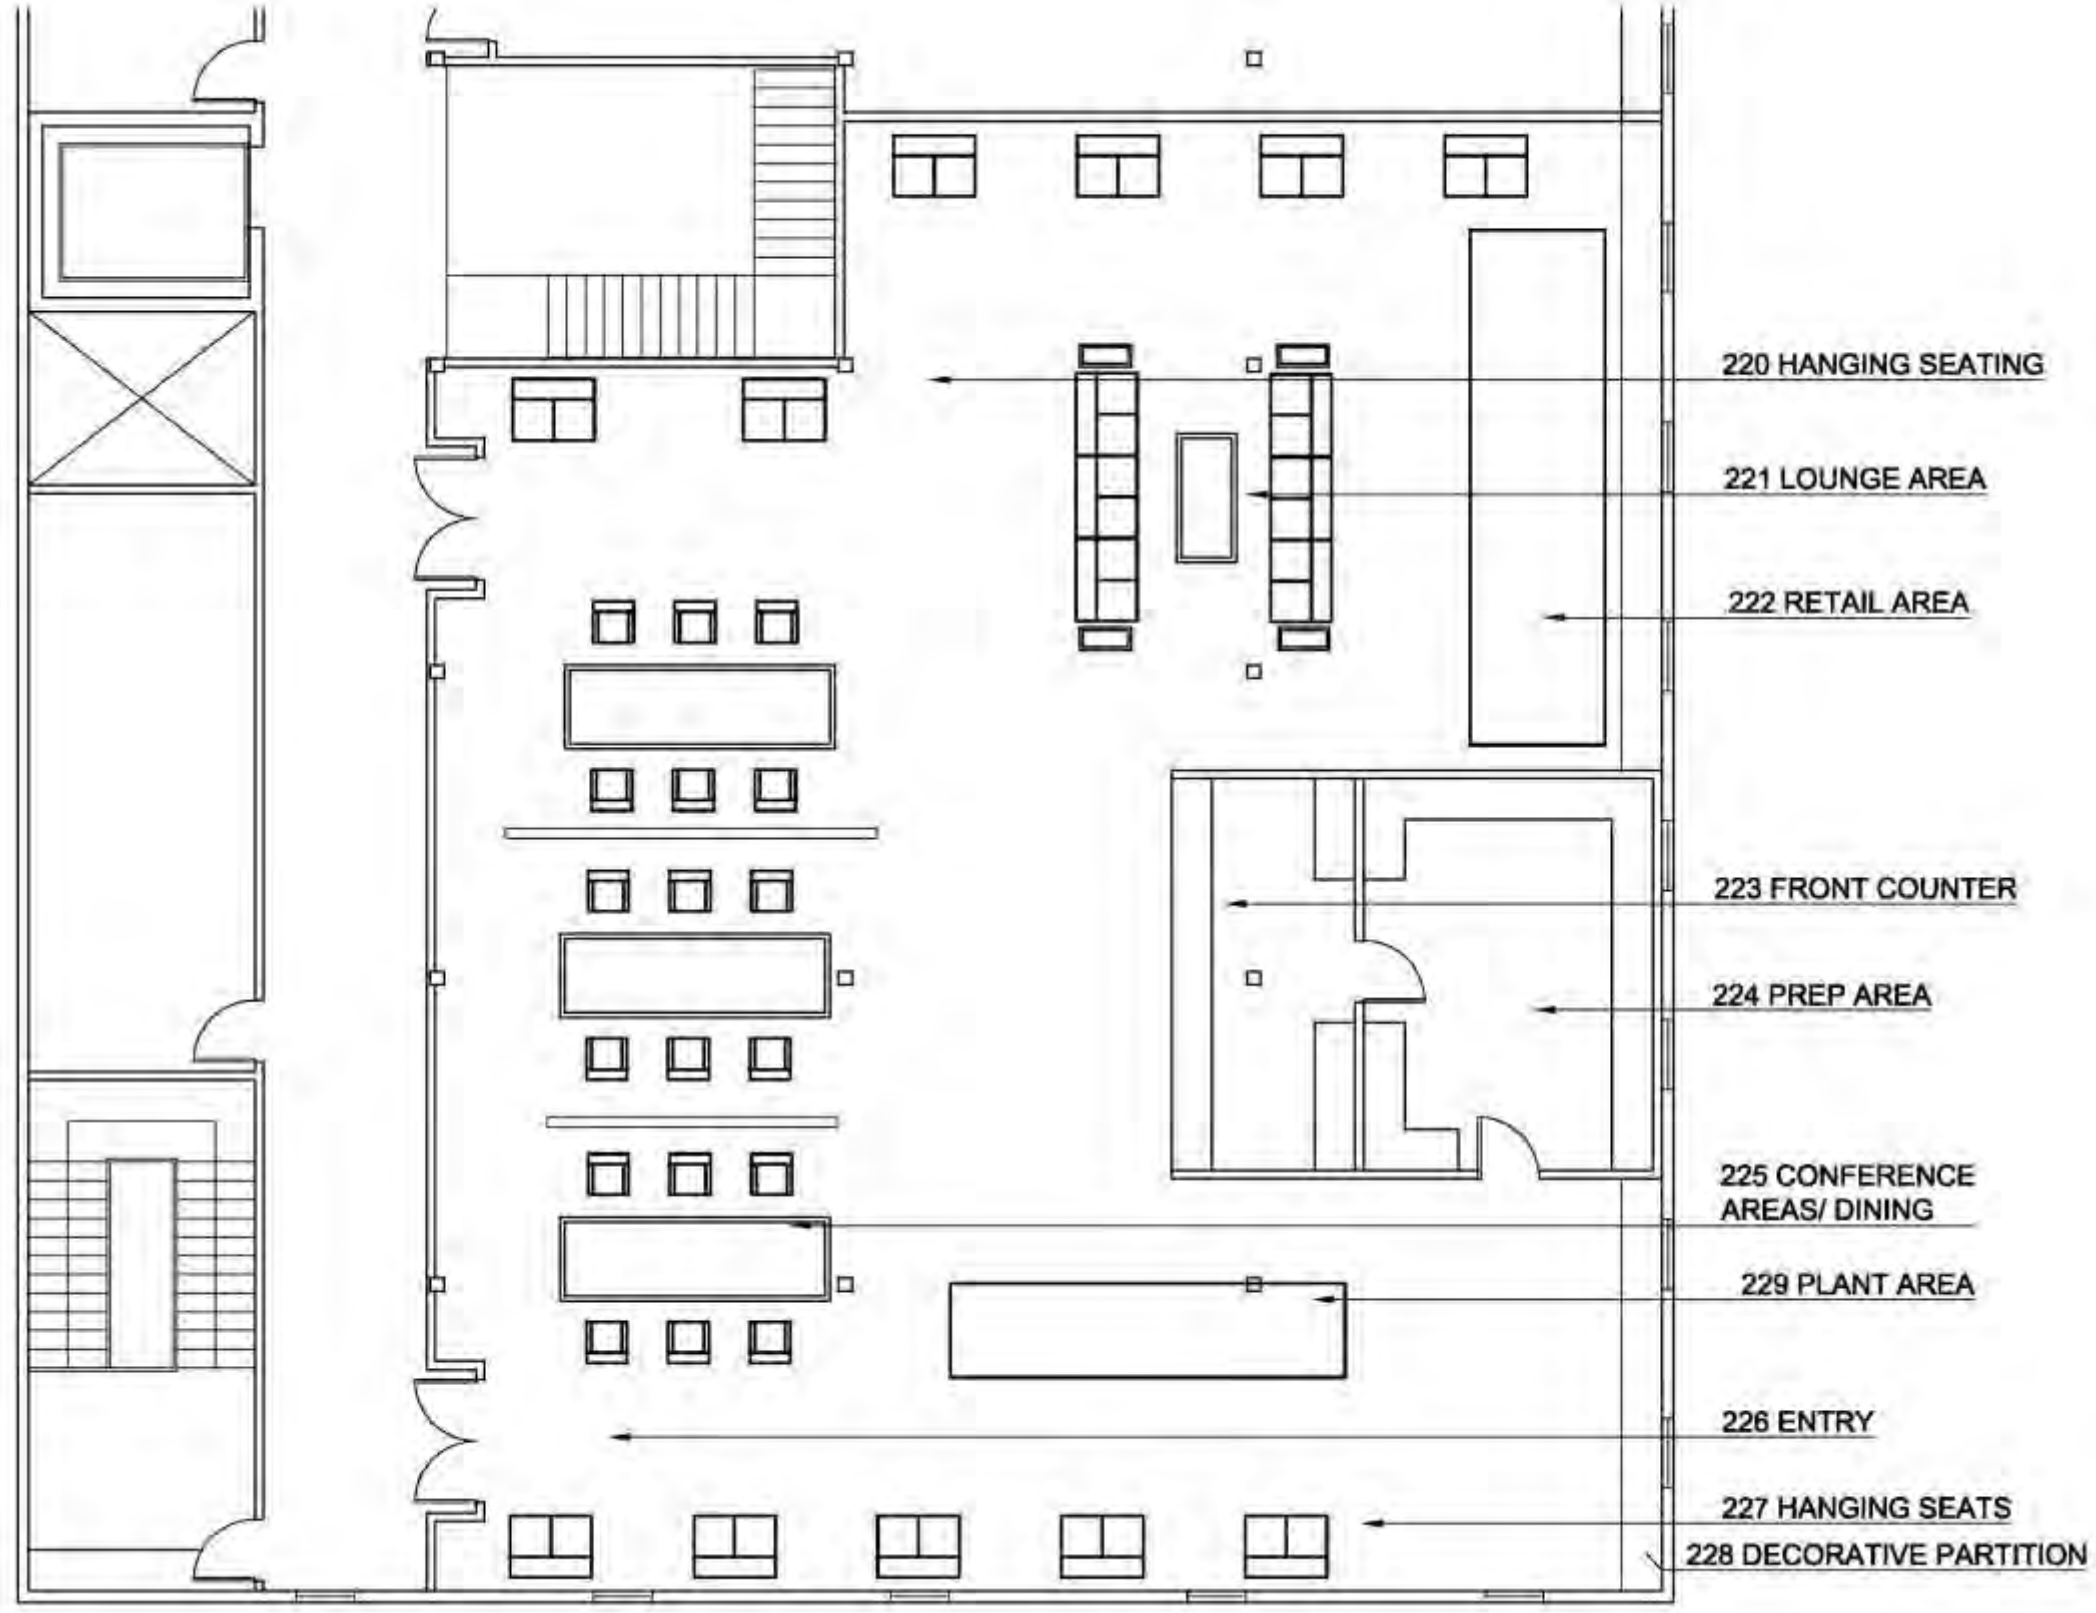 220 HANGING SEATING
221 LOUNGE AREA
222 RETAIL AREA
223 FRONT COUNTER
224 PREP AREA
225 CONFERENCE
AREAS/ DINING
229 PLANT AREA
226 ENTRY
227 HANGING SEATS
228 DECORATIVE PARTITION